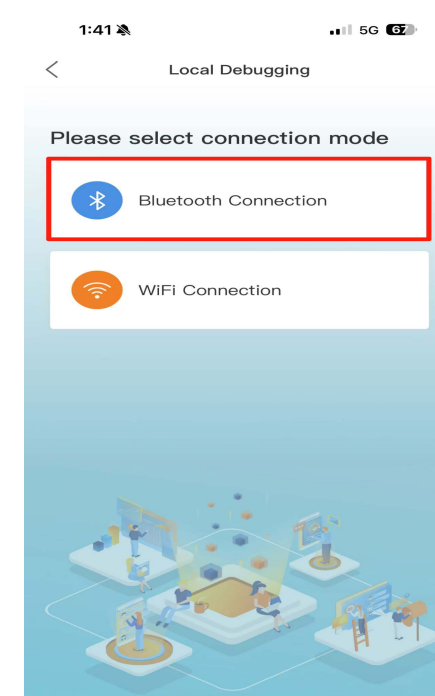 1:41
5G 67
Local Debugging
Please select connection mode
Bluetooth Connection
WiFi Connection